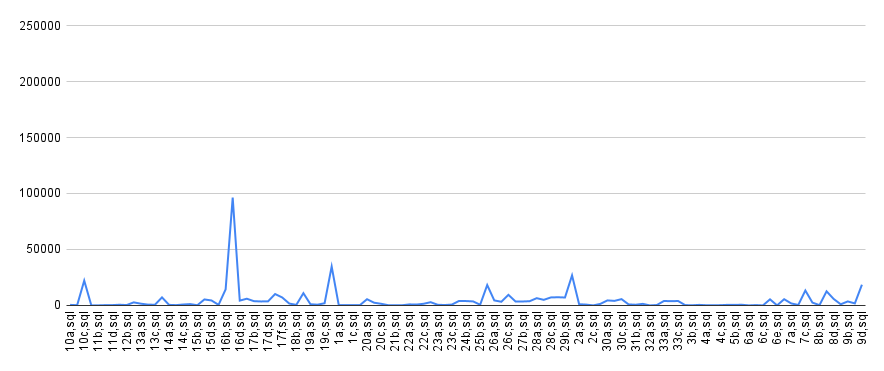 250000
200000
150000
100000
50000
0
10a,sql
10c,sql
11b,sql
11d,sql
12b,sql
13a,sql
13c,sql
14a,sql
14c,sql
15b,sql
15d,sql
16b,sql
16d,sql
17b,sql
17d,sql
17f,sql
18b,sql
19a,sql
19c,sql
1a,sql
1c,sql
20a,sql
20c,sql
21b,sql
22a,sql
22c,sql
23a,sql
23c,sql
24b,sql
25b,sql
26a,sql
26c,sql
27b,sql
28a,sql
28c,sql
29b,sql
2a,sql
2c,sql
30a,sql
30c,sql
31b,sql
32a,sql
33a,sql
33c,sql
3b,sql
4a,sql
4c,sql
5b,sql
6a,sql
6c,sql
6e,sql
7a,sql
7c,sql
8b,sql
8d,sql
9b,sql
9d,sql